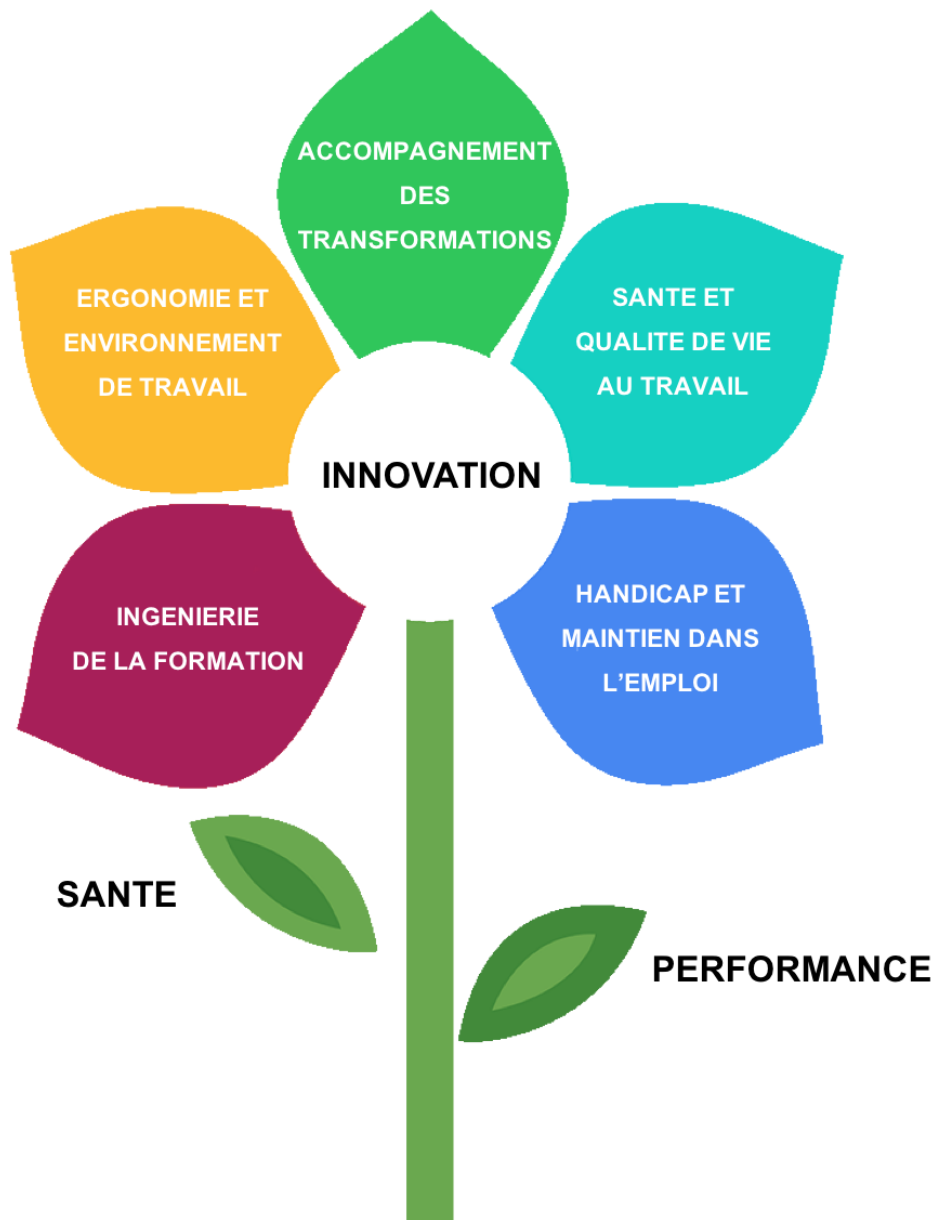 ACCOMPAGNEMENT
DES
TRANSFORMATIONS
ERGONOMIE ET
ENVIRONNEMENT
DE TRAVAIL
SANTE ET
QUALITE DE VIE
AU TRAVAIL
INNOVATION
INGENIERIE
DE LA FORMATION
HANDICAP ET
MAINTIEN DANS
L’EMPLOI
SANTE
PERFORMANCE